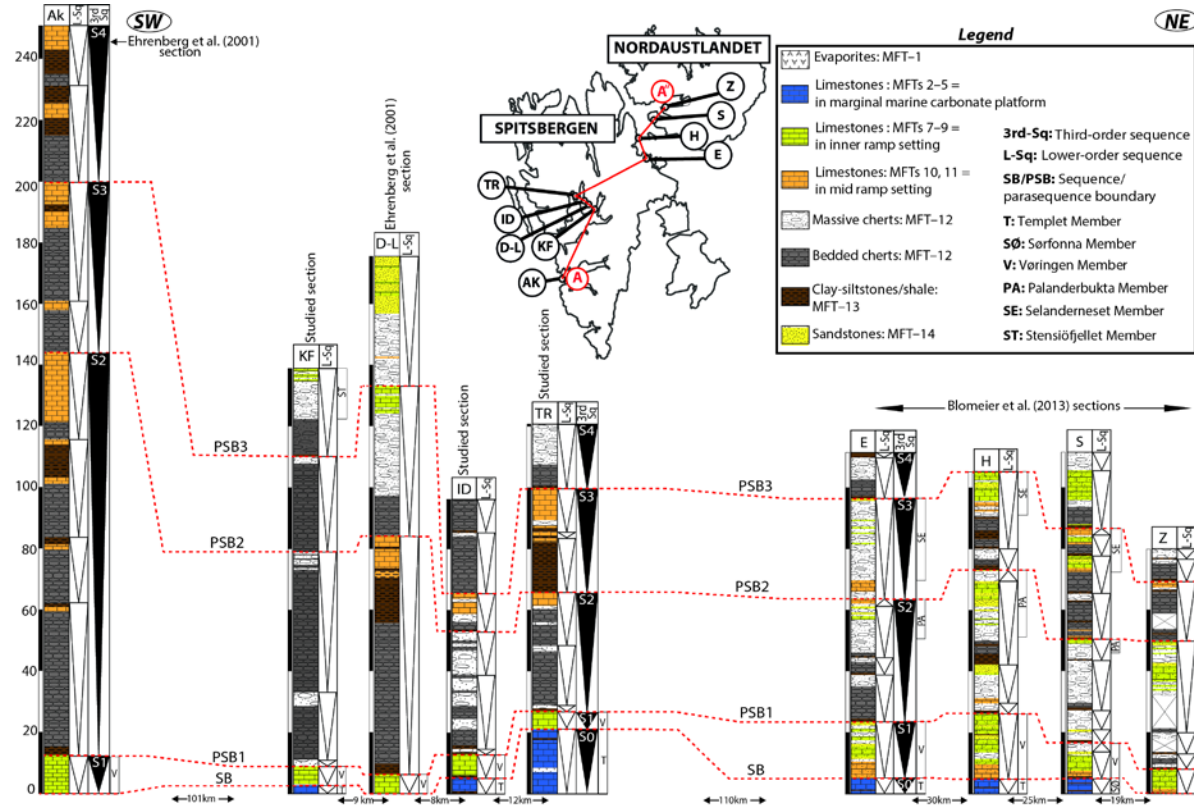 Ak
L-Sq
3rd Sq
SW
Ehrenberg et al. (2001)
section
S4
240
220
200
180
160
140
120
100
80
60
40
20
0
S3
S2
S1
V
PSB3
PSB2
PSB1
SB
101km
Studied section
KF
L-Sq
ST
V
T
9 km
Ehrenberg et al. (2001)
section
D-L
L-Sq
V
8km
Studied section
ID
L-Sq
V
T
12km
Studied section
TR
L-Sq
3rd Sq
S4
S3
S2
S1
S0
V
T
PSB3
PSB2
PSB1
SB
110km
NORDAUSTLANDET
SPITSBERGEN
A"
Z
S
H
E
TR
ID
D-L
KF
AK
A
NE
Legend
Evaporites: MFT-1
Limestones : MFTs 2–5 =
in marginal marine carbonate platform
Limestones : MFTs 7–9 =
in inner ramp setting
Limestones: MFTs 10, 11 =
in mid ramp setting
Massive cherts: MFT–12
Bedded cherts: MFT–12
Clay-siltstones/shale:
MFT–13
Sandstones: MFT–14
3rd-Sq: Third-order sequence
L-Sq: Lower-order sequence
SB/PSB: Sequence/
parasequence boundary
T: Templet Member
SØ: Sørfonna Member
V: Vøringen Member
PA: Palanderbukta Member
SE: Selanderneset Member
ST: Stensiöfjellet Member
Blomeier et al. (2013) sections
E
L-Sq
3rd Sq
S4
S3
S2
S1
S0
SE
PA
V
T
30km
H
L-Sq
SE
PA
V
25km
S
L-Sq
SE
PA
SØ
19km
Z
L-Sq